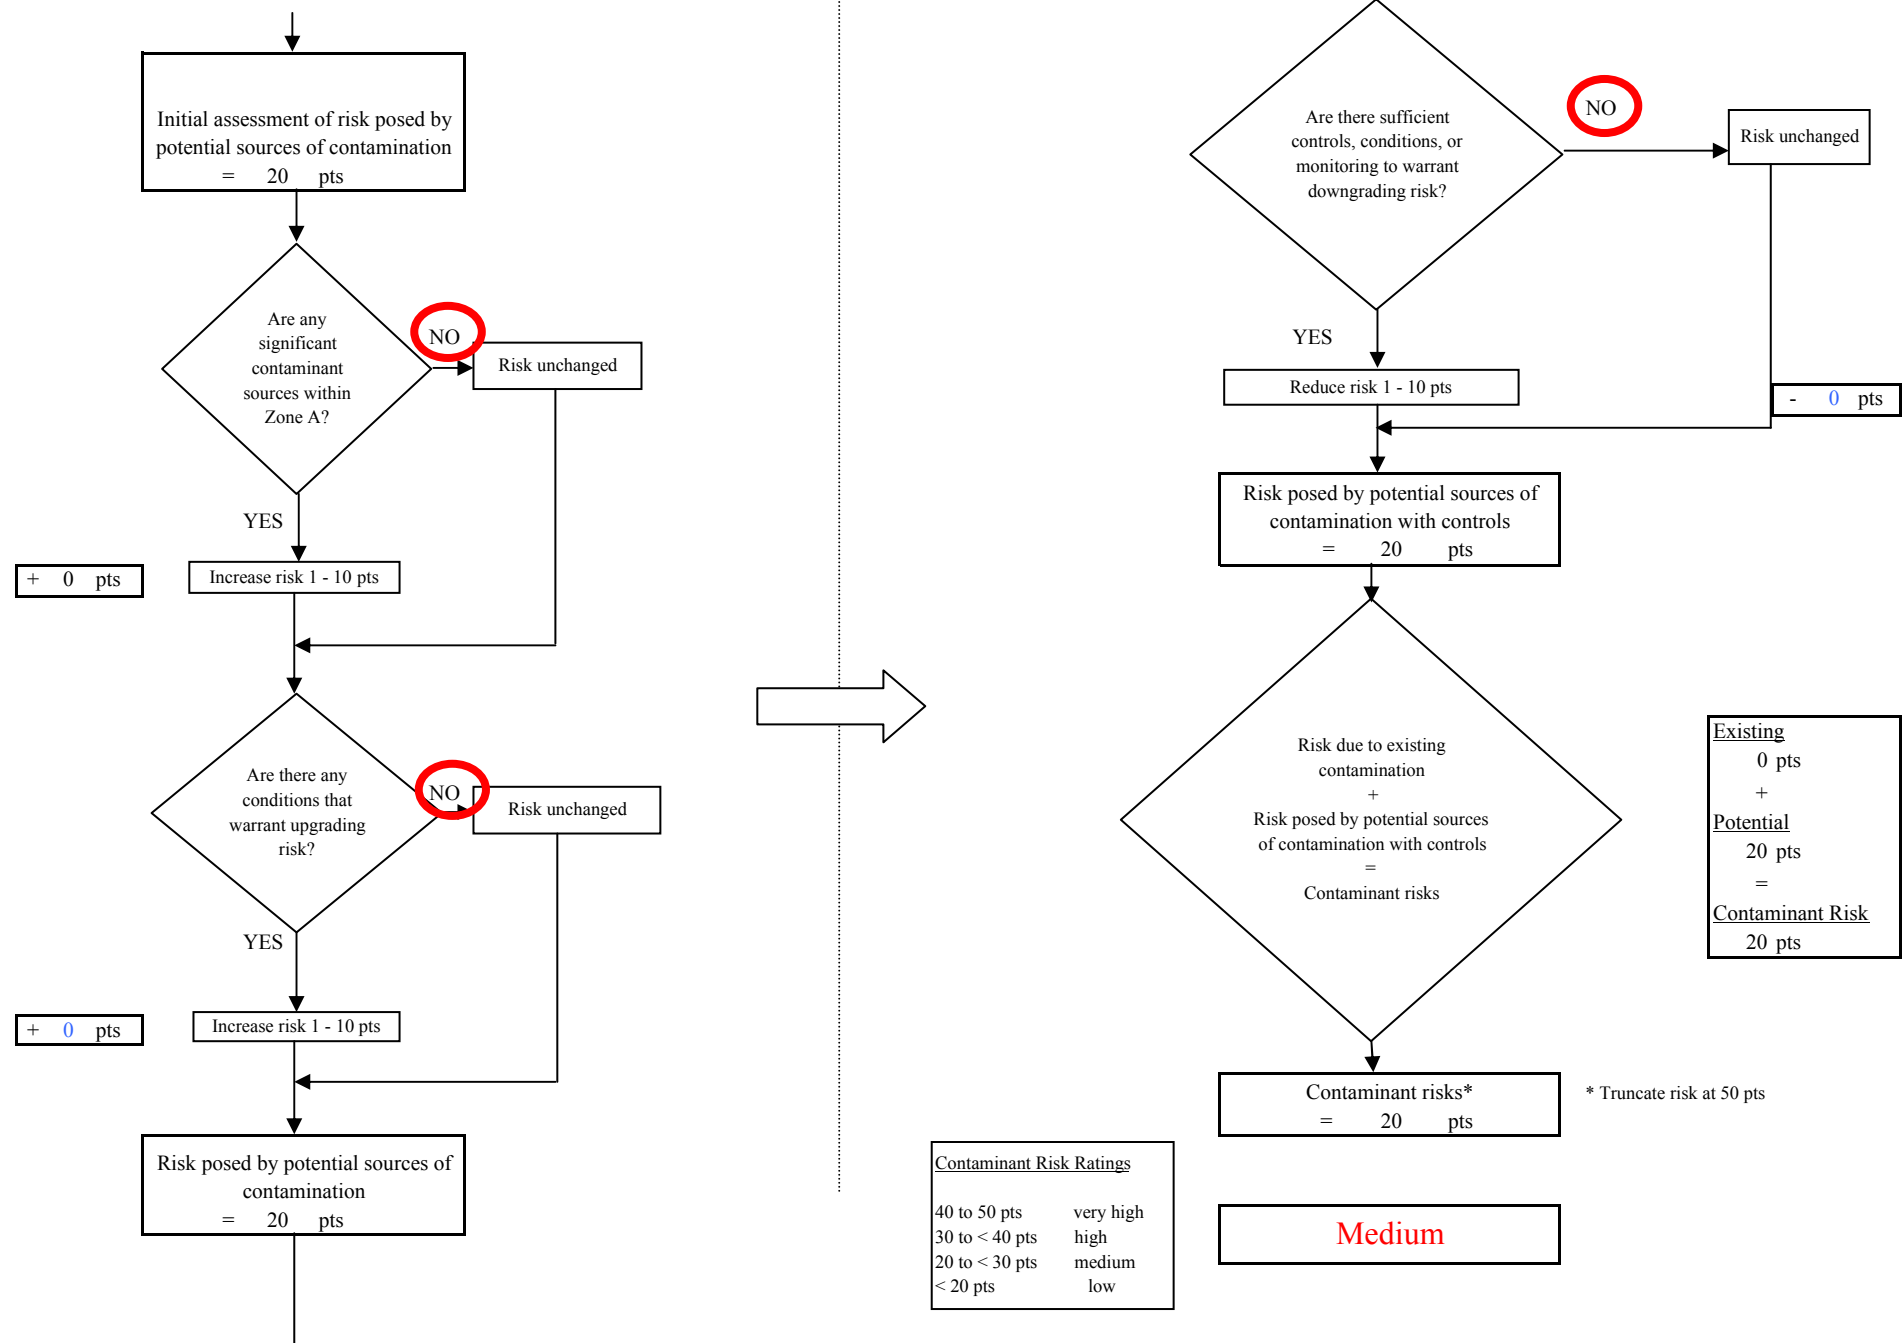 Initial assessment of risk posed by
potential sources of contamination
= 20 pts
Are any
significant
contaminant
sources within
Zone A?
NO
Risk unchanged
YES
+ 0 pts
Increase risk 1 - 10 pts
Are there any
conditions that
warrant upgrading
risk?
NO
Risk unchanged
YES
+ 0 pts
Increase risk 1 - 10 pts
Risk posed by potential sources of
contamination
= 20 pts
Are there sufficient
controls, conditions, or
monitoring to warrant
downgrading risk?
NO
Risk unchanged
YES
Reduce risk 1 - 10 pts
- 0 pts
Risk posed by potential sources of
contamination with controls
= 20 pts
Risk due to existing
contamination
+
Risk posed by potential sources
of contamination with controls
=
Contaminant risks
Existing
0 pts
+
Potential
20 pts
=
Contaminant Risk
20 pts
Contaminant risks*
= 20 pts
* Truncate risk at 50 pts
Contaminant Risk Ratings
40 to 50 pts very high
30 to < 40 pts high
20 to < 30 pts medium
< 20 pts low
Medium